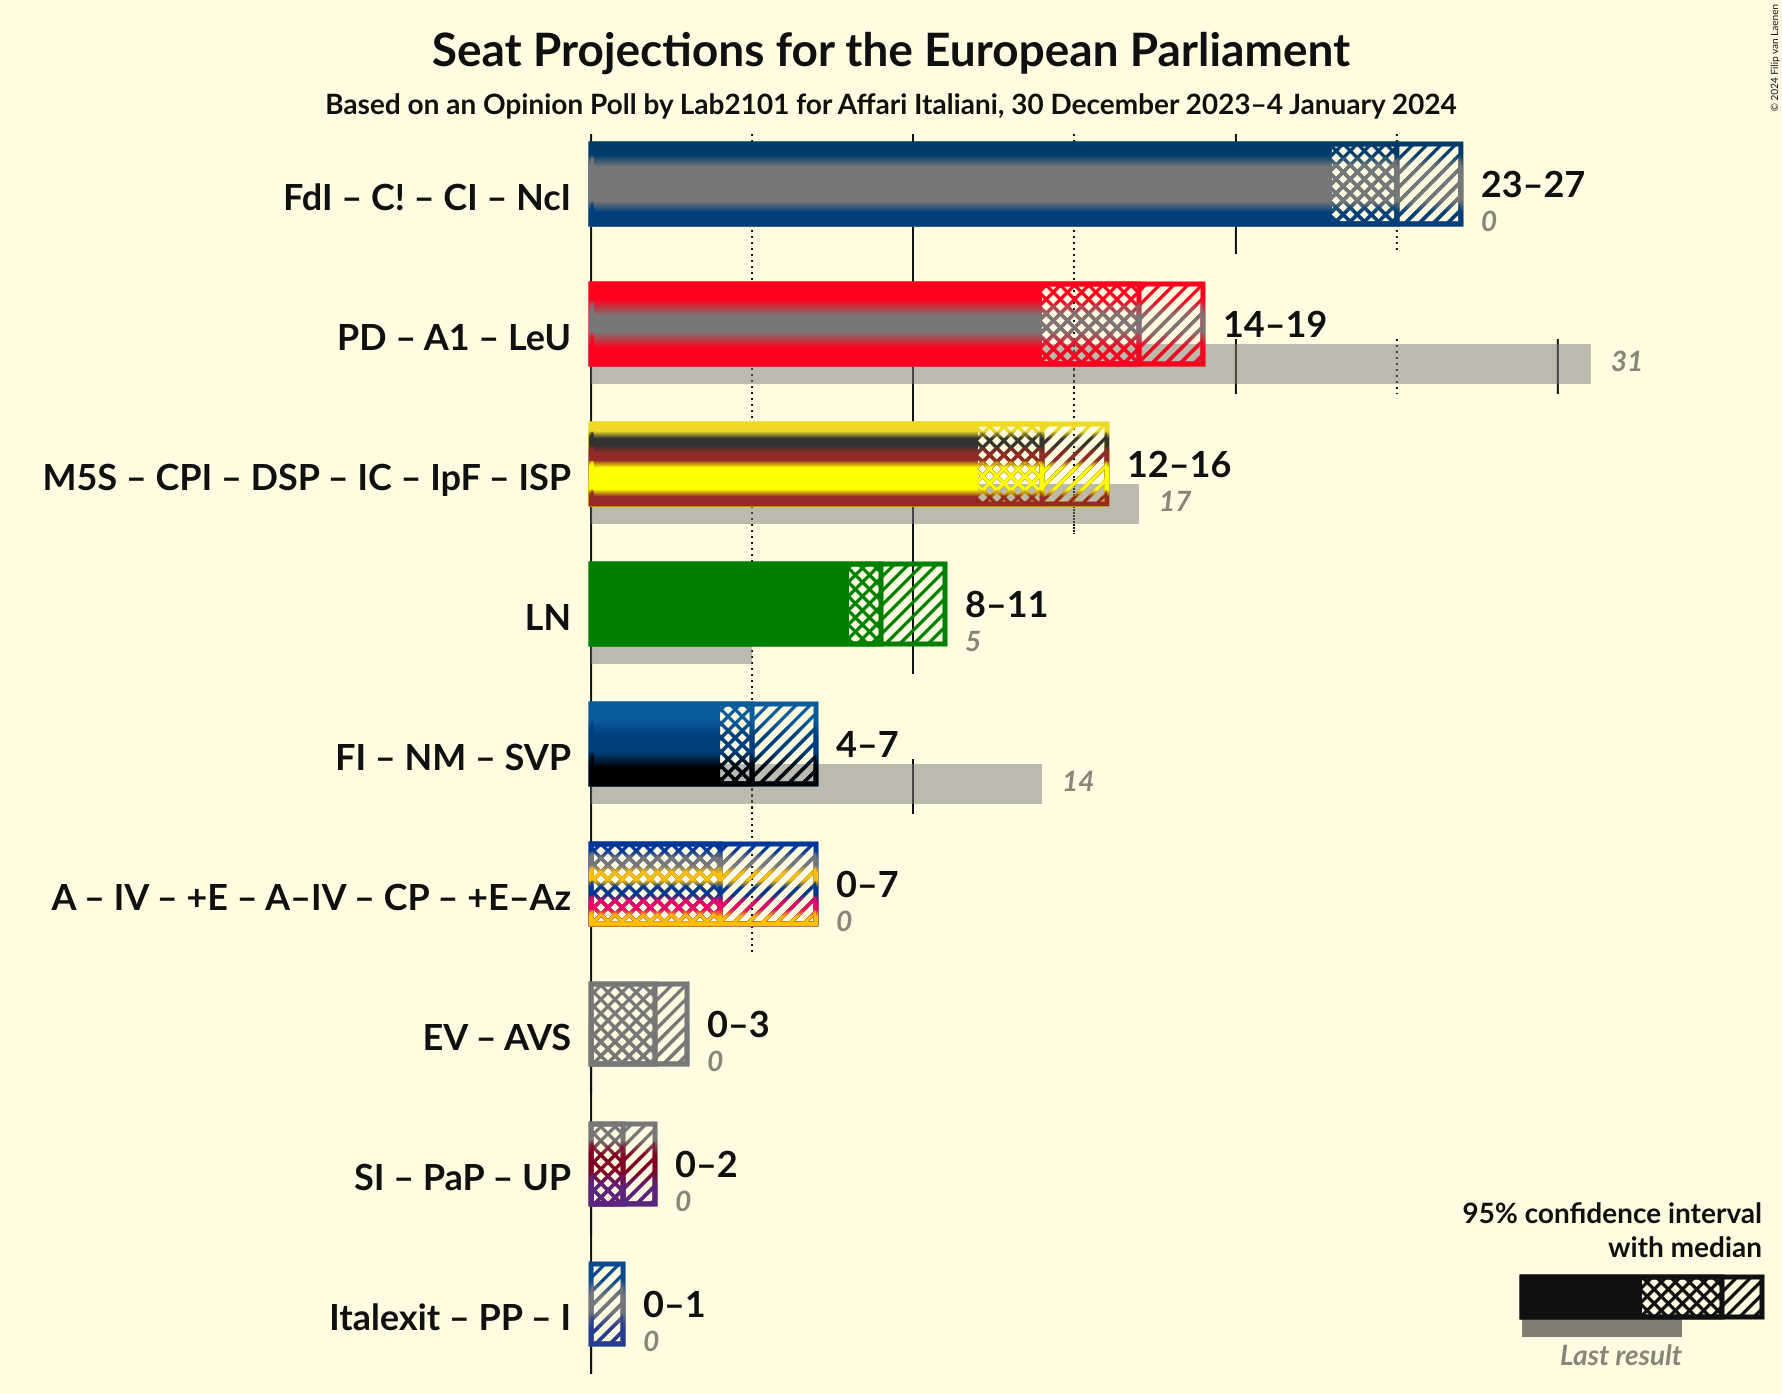 Seat Projections for the European Parliament
Based on an Opinion Poll by Lab2101 for Affari Italiani, 30 December 2023–4 January 2024
© 2024 Filip van Laenen
FdI – C! – CI – NcI
23–27
0
PD – A1 – LeU
14–19
31
M5S – CPI – DSP – IC – IpF – ISP
12–16
17
LN
8–11
5
FI – NM – SVP
4–7
14
A – IV – +E – A–IV – CP – +E–Az
0–7
0
EV – AVS
0–3
0
SI – PaP – UP
0–2
0
Italexit – PP – I
0–1
0
95% confidence interval
with median
Last result